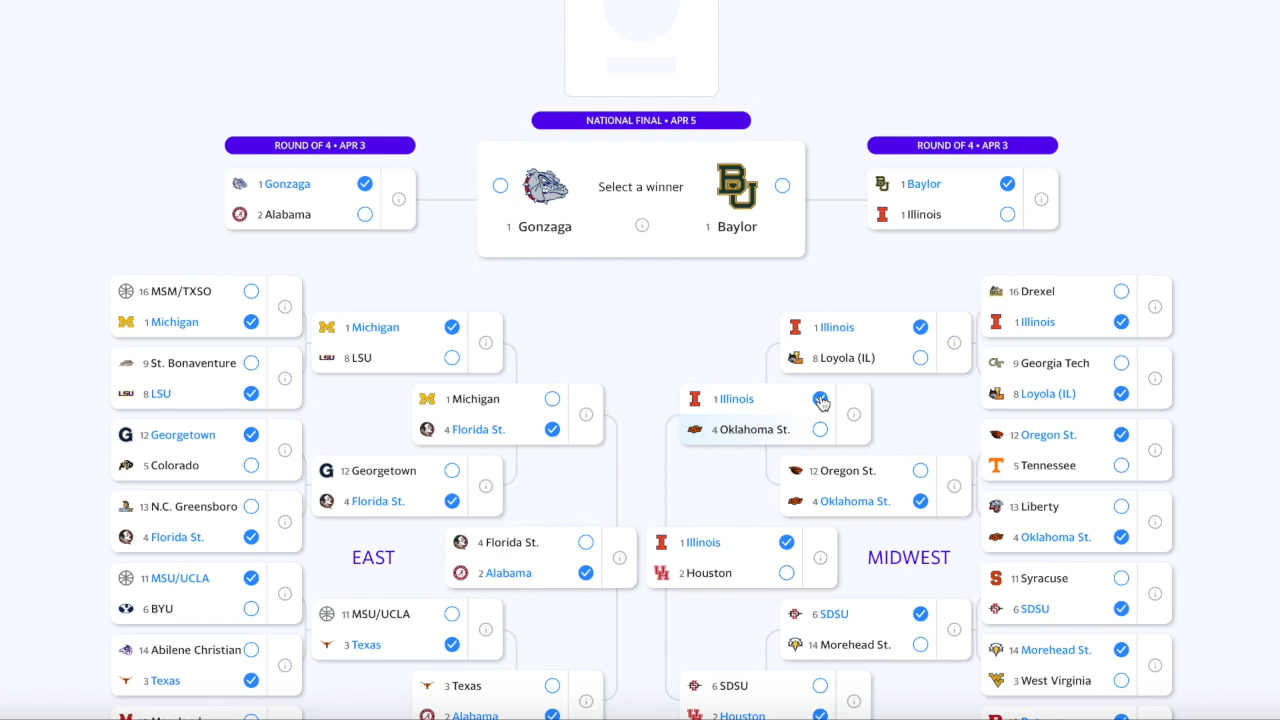 NATIONAL FINAL • APR 5
ROUND OF 4 • APR 3
1 Gonzaga
2 Alabama
Select a winner
1 Gonzaga
1 Baylor
ROUND OF 4 • APR 3
1 Baylor
1 Illinois
16 MSM/TXSO
1 Michigan
9 St. Bonaventure
8 LSU
12 Georgetown
5 Colorado
13 N.C. Greensboro
4 Florida St.
11 MSU/UCLA
6 BYU
14 Abilene Christian
3 Texas
1 Michigan
8 LSU
12 Georgetown
4 Florida St.
11 MSU/UCLA
3 Texas
1 Michigan
4 Florida St.
3 Texas
2 Alabama
EAST
4 Florida St.
2 Alabama
1 Illinois
2 Houston
MIDWEST
1 Illinois
4 Oklahoma St.
6 SDSU
2 Houston
1 Illinois
8 Loyola (IL)
12 Oregon St.
4 Oklahoma St.
6 SDSU
14 Morehead St.
16 Drexel
1 Illinois
9 Georgia Tech
8 Loyola (IL)
12 Oregon St.
5 Tennessee
13 Liberty
4 Oklahoma St.
11 Syracuse
6 SDSU
14 Morehead St.
3 West Virginia